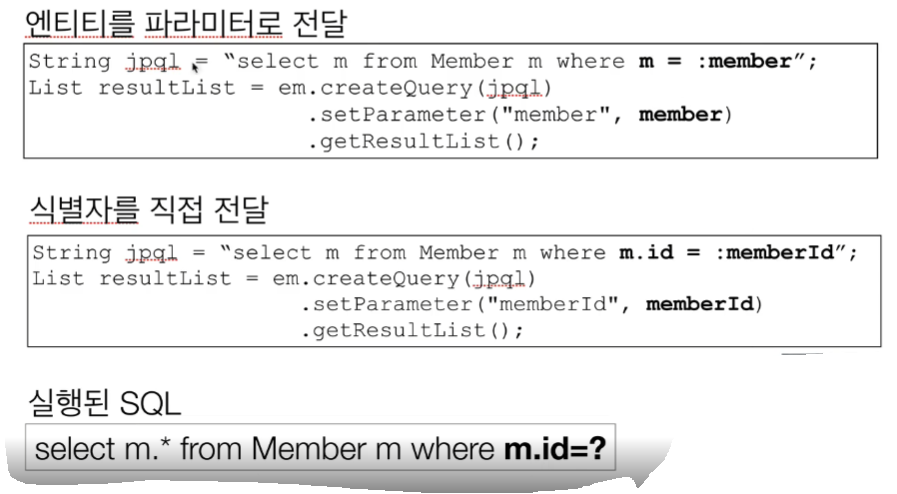 엔티티를 파라미터로 전달
String jpql = “select m from Member m where m = :member”;
List resultList = em.createQuery(jpql)
.setParameter("member", member)
.getResultList();
식별자를 직접 전달
String jpql = “select m from Member m where m.id = :memberId”;
List resultList = em.createQuery(jpql)
.setParameter("memberId", memberId)
.getResultList();
실행된 SQL
select m.* from Member m where m.id=?